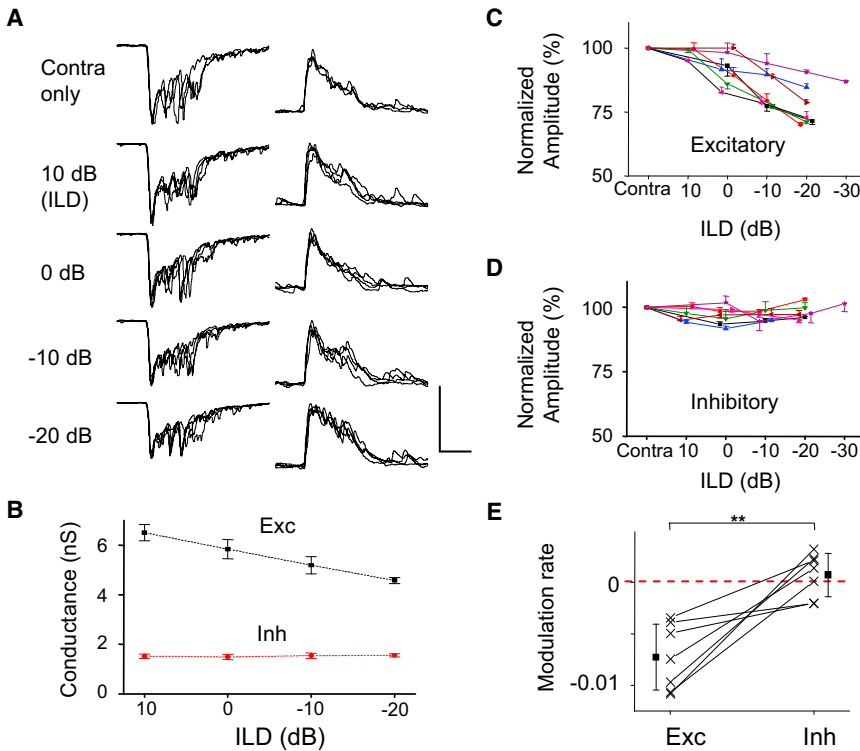 A
Contra
only
10 dB
(ILD)
0 dB
-10 dB
-20 dB
B
Conductance (nS)
6
4
2
0
Exc
Inh
10 0 -10 -20
ILD (dB)
C
Normalized
Amplitude (%)
100
75
50
Excitatory
Contra 10 0 -10 -20 -30
ILD (dB)
D
Normalized
Amplitude (%)
100
75
50
Inhibitory
Contra 10 0 -10 -20 -30
ILD (dB)
E
Modulation rate
**
0
-0.01
Exc Inh